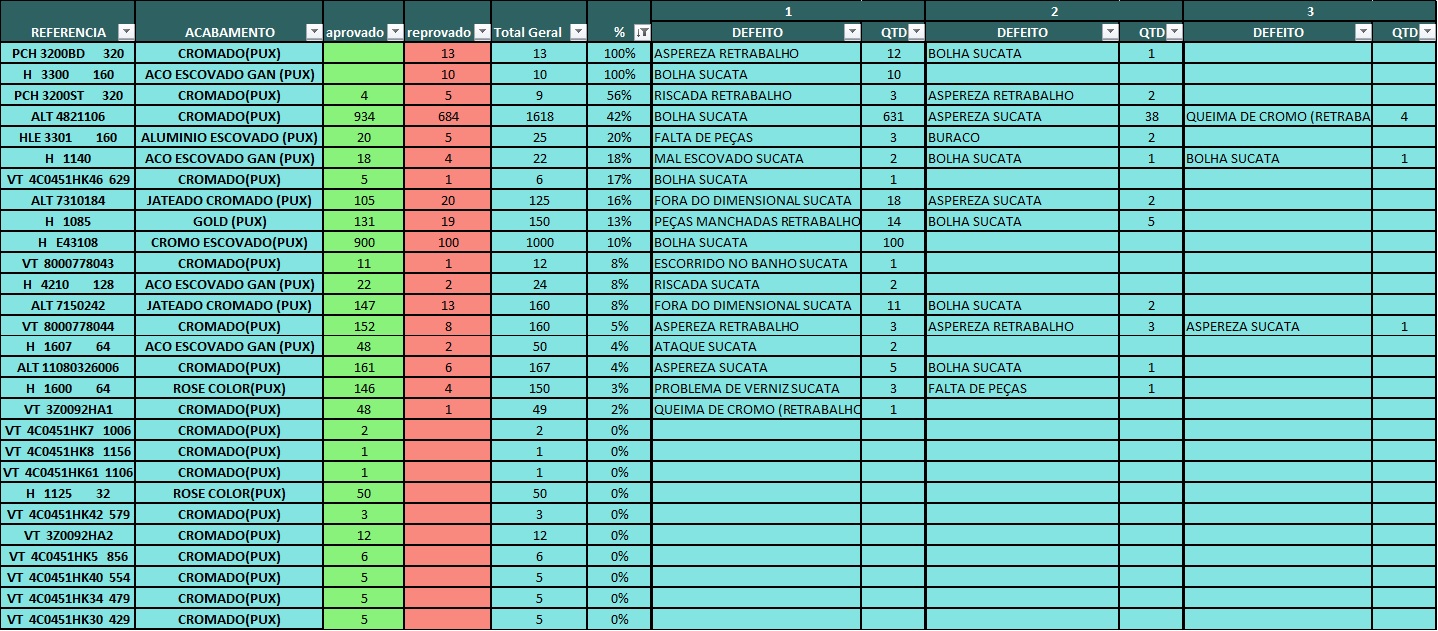 1 2 3
REFERENCIA ACABAMENTO aprovado reprovado Total Geral % DEFEITO QTD DEFEITO QTD DEFEITO QTD
PCH 3200BD 320 CROMADO(PUX) 13 13 100% ASPEREZA RETRABALHO 12 BOLHA SUCATA 1
H 3300 160 ACO ESCOVADO GAN (PUX) 10 10 100% BOLHA SUCATA 10
PCH 3200ST 320 CROMADO(PUX) 4 5 9 56% RISCADA RETRABALHO 3 ASPEREZA RETRABALHO 2
ALT 4821106 CROMADO(PUX) 934 684 1618 42% BOLHA SUCATA 631 ASPEREZA SUCATA 38 QUEIMA DE CROMO (RETRABA 4
HLE 3301 160 ALUMINIO ESCOVADO (PUX) 20 5 25 20% FALTA DE PEÇAS 3 BURACO 2
H 1140 ACO ESCOVADO GAN (PUX) 18 4 22 18% MAL ESCOVADO SUCATA 2 BOLHA SUCATA 1 BOLHA SUCATA 1
VT 4C0451HK46 629 CROMADO(PUX) 5 1 6 17% BOLHA SUCATA 1
ALT 7310184 JATEADO CROMADO (PUX) 105 20 125 16% FORA DO DIMENSIONAL SUCATA 18 ASPEREZA SUCATA 2
H 1085 GOLD (PUX) 131 19 150 13% PEÇAS MANCHADAS RETRABALHO 14 BOLHA SUCATA 5
H E43108 CROMO ESCOVADO(PUX) 900 100 1000 10% BOLHA SUCATA 100
VT 8000778043 CROMADO(PUX) 11 1 12 8% ESCORRIDO NO BANHO SUCATA 1
H 4210 128 ACO ESCOVADO GAN (PUX) 22 2 24 8% RISCADA SUCATA 2
ALT 7150242 JATEADO CROMADO (PUX) 147 13 160 8% FORA DO DIMENSIONAL SUCATA 11 BOLHA SUCATA 2
VT 8000778044 CROMADO(PUX) 152 8 160 5% ASPEREZA RETRABALHO 3 ASPEREZA RETRABALHO 3 ASPEREZA SUCATA 1
H 1607 64 ACO ESCOVADO GAN (PUX) 48 2 50 4% ATAQUE SUCATA 2
ALT 11080326006 CROMADO(PUX) 161 6 167 4% ASPEREZA SUCATA 5 BOLHA SUCATA 1
H 1600 64 ROSE COLOR(PUX) 146 4 150 3% PROBLEMA DE VERNIZ SUCATA 3 FALTA DE PEÇAS 1
VT 3Z0092HA1 CROMADO(PUX) 48 1 49 2% QUEIMA DE CROMO (RETRABALHO 1
VT 4C0451HK7 1006 CROMADO(PUX) 2 2 0%
VT 4C0451HK8 1156 CROMADO(PUX) 1 1 0%
VT 4C0451HK61 1106 CROMADO(PUX) 1 1 0%
H 1125 32 ROSE COLOR(PUX) 50 50 0%
VT 4C0451HK42 579 CROMADO(PUX) 3 3 0%
VT 3Z0092HA2 CROMADO(PUX) 12 12 0%
VT 4C0451HK5 856 CROMADO(PUX) 6 6 0%
VT 4C0451HK40 554 CROMADO(PUX) 5 5 0%
VT 4C0451HK34 479 CROMADO(PUX) 5 5 0%
VT 4C0451HK30 429 CROMADO(PUX) 5 5 0%